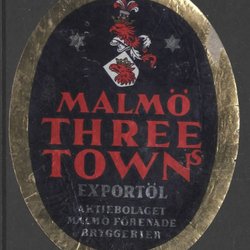 MALMÖ
THREE
TOWNS
EXPORTÖL
AKTIEBOLAGET
MALMÖ FÖRENADE
BRYGGERIER